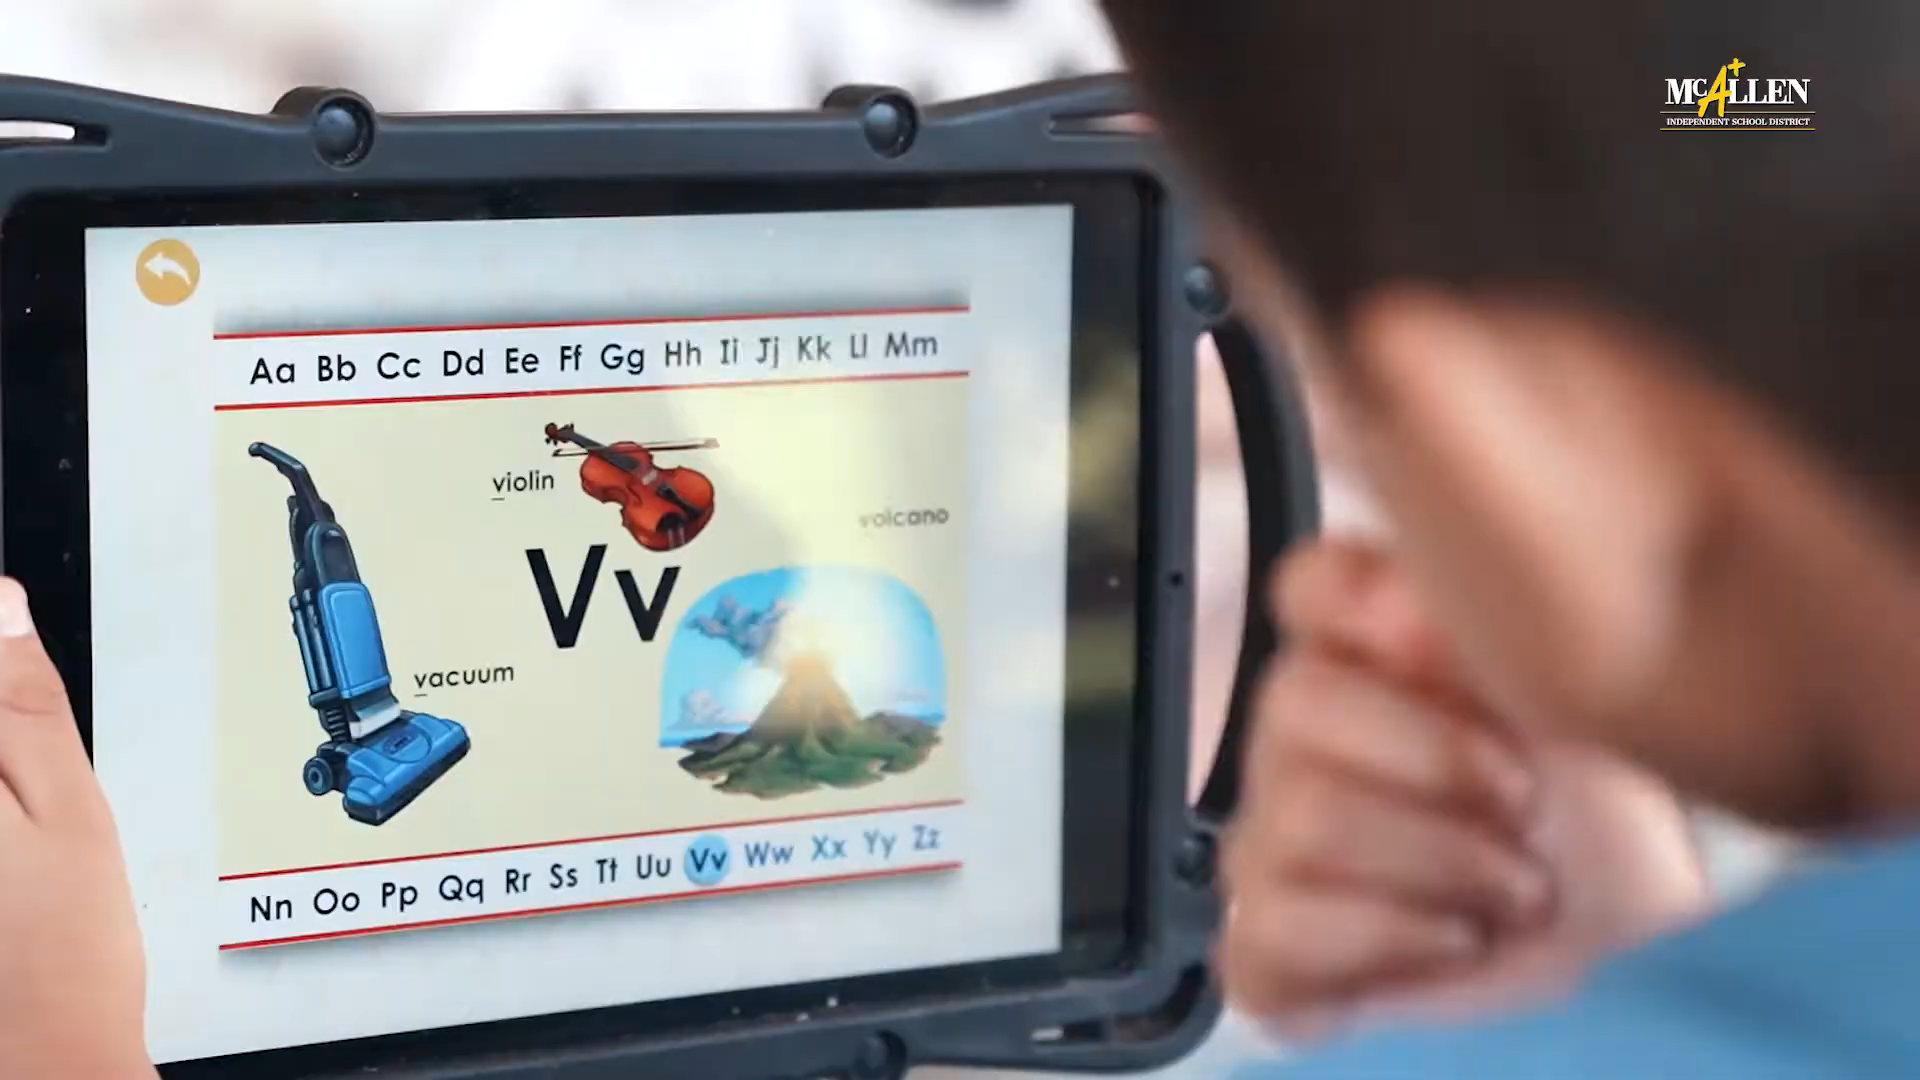 McALLEN
INDEPENDENT SCHOOL DISTRICT
Aa Bb Cc Dd Ee Ff Gg Hh Ii Jj Kk Ll Mm
violin
volcano
Vv
vacuum
Nn Oo Pp Qq Rr Ss Tt Uu Vv Ww Xx Yy Zz